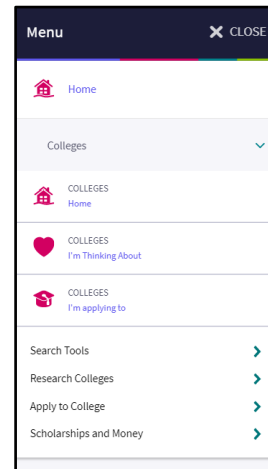 Menu
CLOSE
Home
Colleges
COLLEGES
Home
COLLEGES
I'm Thinking About
COLLEGES
I'm applying to
Search Tools
Research Colleges
Apply to College
Scholarships and Money